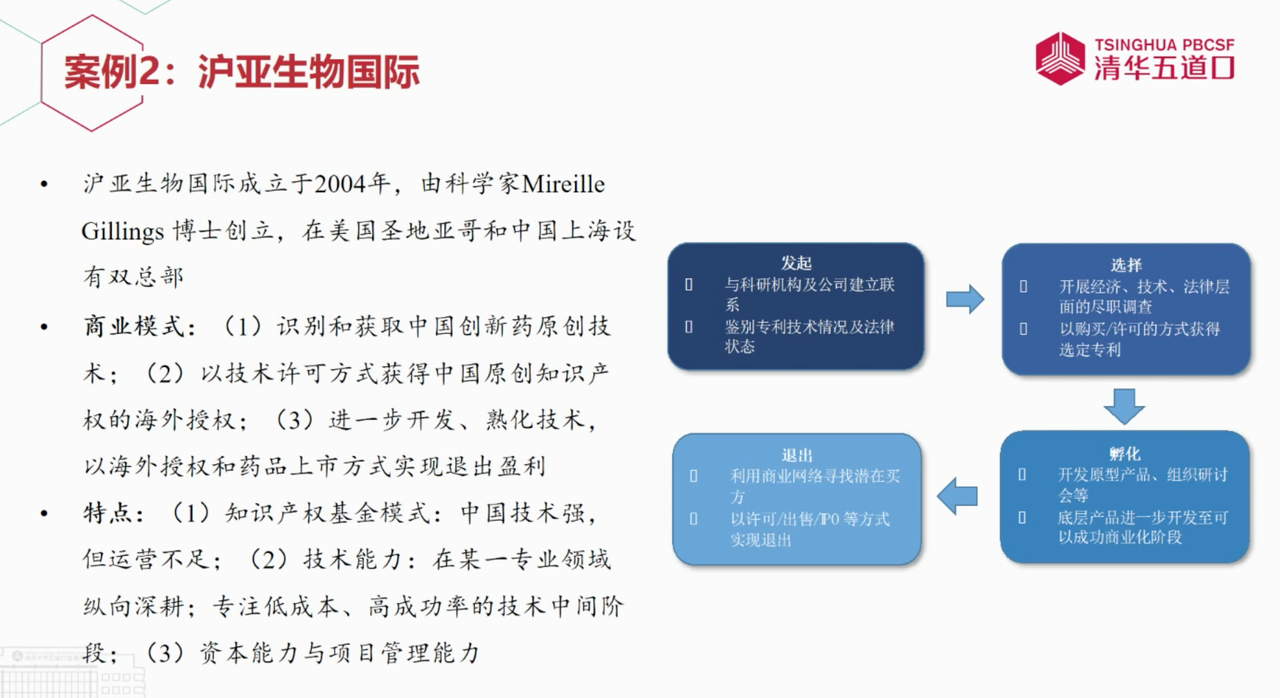 案例2：沪亚生物国际
TSINGHUA PBCSF
清华五道口
• 沪亚生物国际成立于2004年，由科学家Mireille
Gillings 博士创立，在美国圣地亚哥和中国上海设
有双总部
• 商业模式：（1）识别和获取中国创新药原创技
术；（2）以技术许可方式获得中国原创知识产
权的海外授权；（3）进一步开发、熟化技术，
以海外授权和药品上市方式实现退出盈利
• 特点：（1）知识产权基金模式：中国技术强，
但运营不足；（2）技术能力：在某一专业领域
纵向深耕；专注低成本、高成功率的技术中间阶
段；（3）资本能力与项目管理能力
发起
与科研机构及公司建立联
系
鉴别专利技术情况及法律
状态
选择
开展经济、技术、法律层
面的尽职调查
以购买/许可的方式获得
选定专利
孵化
开发原型产品、组织研讨
会等
底层产品进一步开发至可
以成功商业化阶段
退出
利用商业网络寻找潜在买
方
以许可/出售/IPO 等方式
实现退出